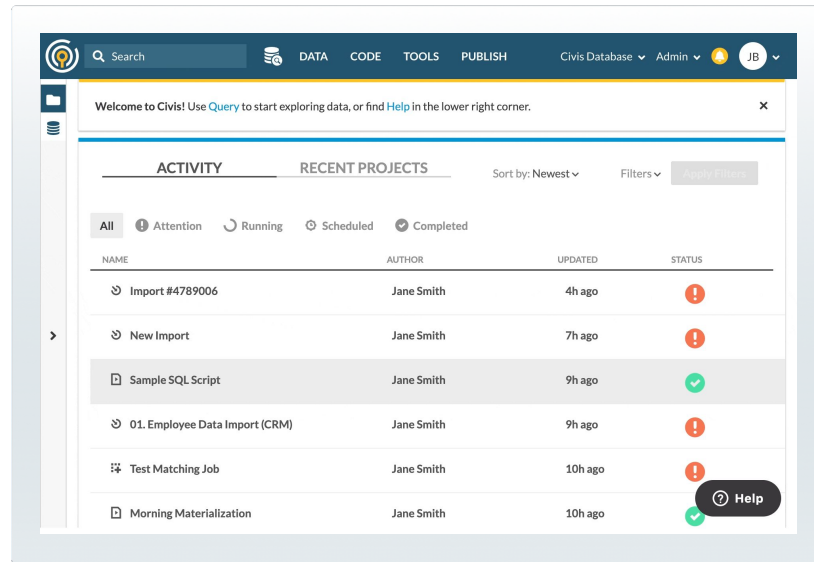 Search DATA CODE TOOLS PUBLISH Civis Database Admin JB
Welcome to Civis! Use Query to start exploring data, or find Help in the lower right corner.
ACTIVITY RECENT PROJECTS Sort by: Newest Filters Apply Filters
All Attention Running Scheduled Completed
NAME AUTHOR UPDATED STATUS
Import #4789006 Jane Smith 4h ago
New Import Jane Smith 7h ago
Sample SQL Script Jane Smith 9h ago
01. Employee Data Import (CRM) Jane Smith 9h ago
Test Matching Job Jane Smith 10h ago
Help
Morning Materialization Jane Smith 10h ago